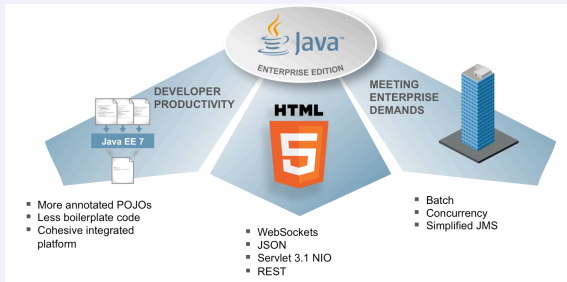 Java™
ENTERPRISE EDITION
DEVELOPER
PRODUCTIVITY
Java EE 7
▪ More annotated POJOs
▪ Less boilerplate code
▪ Cohesive integrated
platform
HTML
5
▪ WebSockets
▪ JSON
▪ Servlet 3.1 NIO
▪ REST
MEETING
ENTERPRISE
DEMANDS
▪ Batch
▪ Concurrency
▪ Simplified JMS